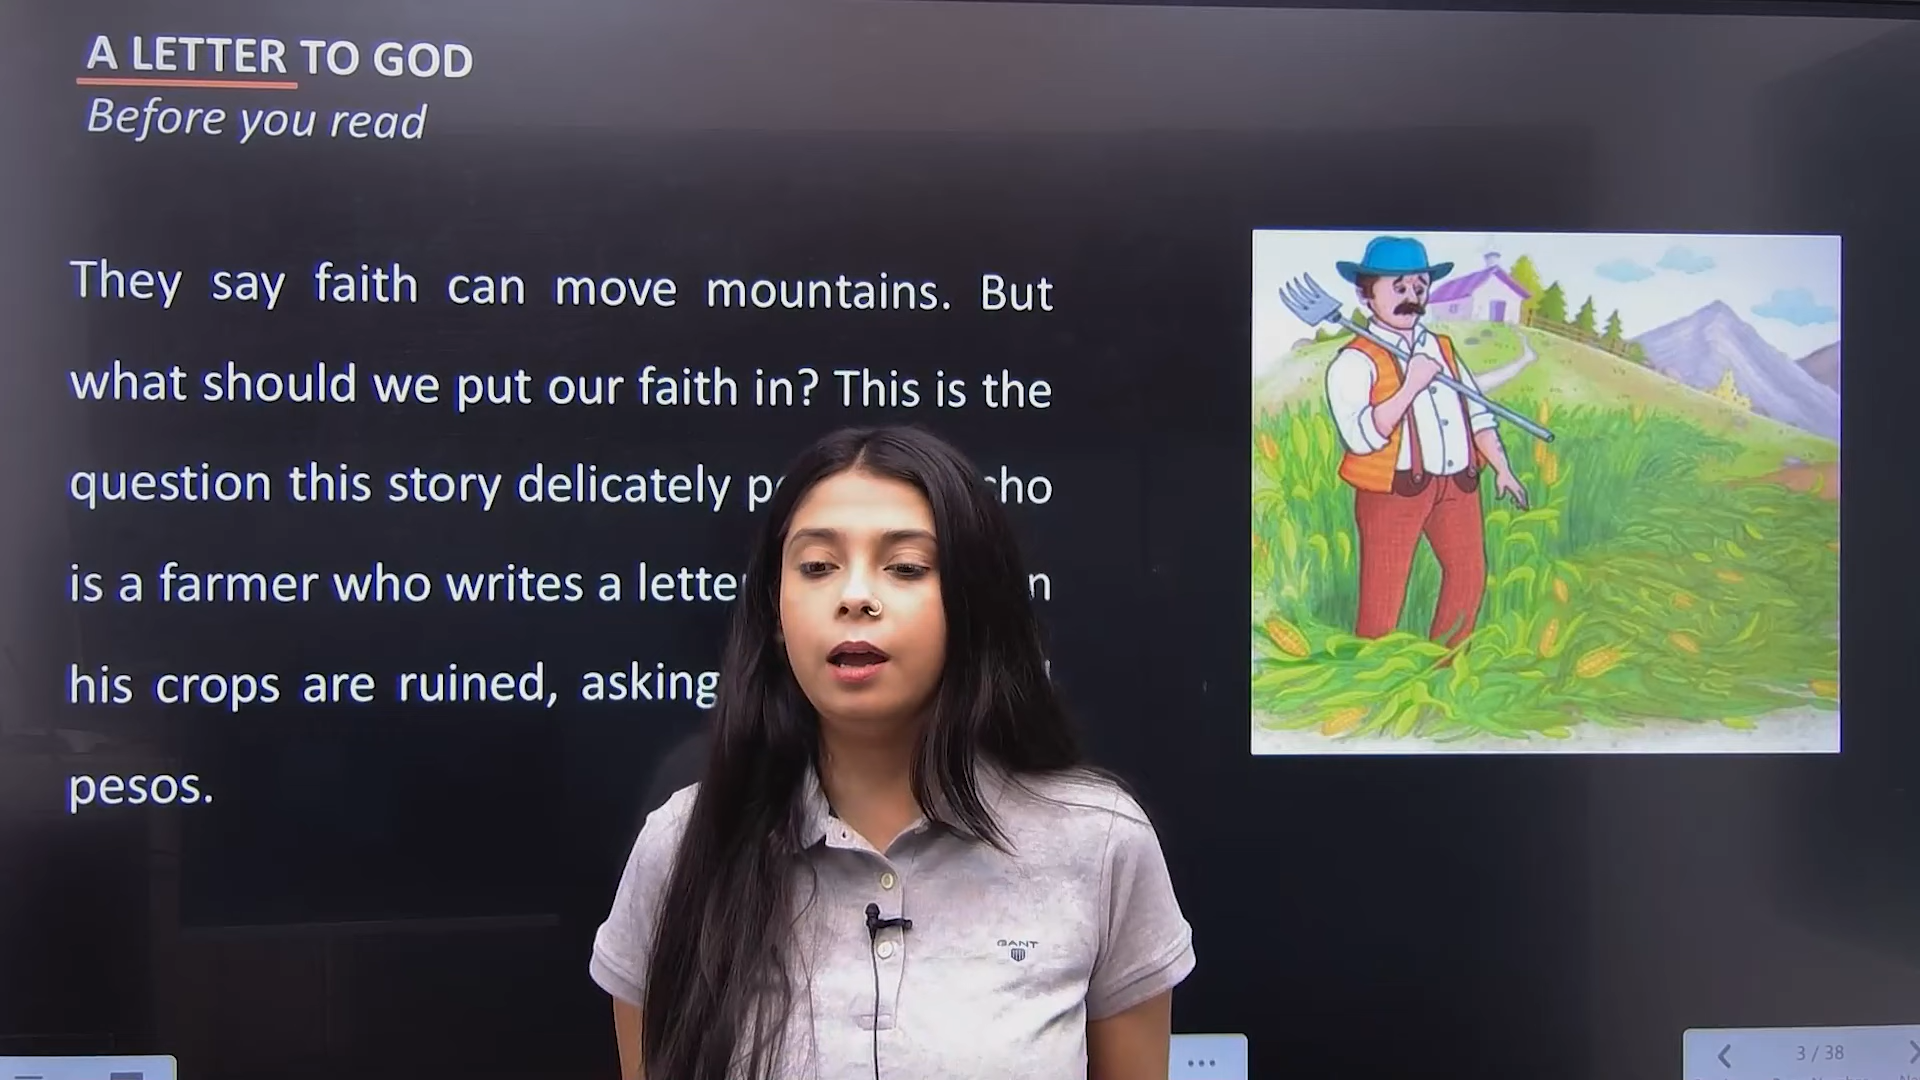 A LETTER TO GOD
Before you read
They say faith can move mountains. But
what should we put our faith in? This is the
question this story delicately
is a farmer who writes a
his crops are ruined, asking
pesos.
GANT
3 / 38